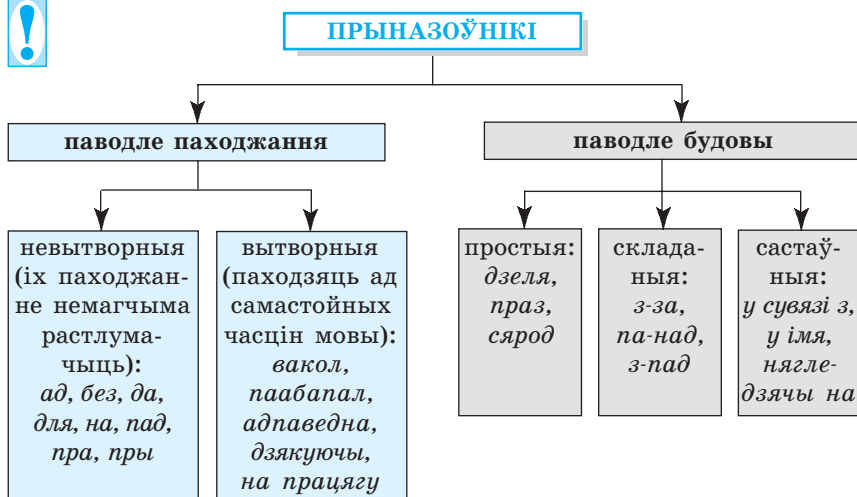 !
ПРЫНАЗОЎНІКІ
паводле паходжання
паводле будовы
невытворныя
(іх паходжан-
не немагчыма
растлума-
чыць):
ад, без, да,
для, на, пад,
пра, пры
вытворныя
(паходзяць ад
самастойных
часцін мовы):
вакол,
паабапал,
адпаведна,
дзякуючы,
на працягу
простыя:
дзеля,
праз,
сярод
склада-
ныя:
з-за,
па-над,
з-пад
састаў-
ныя:
у сувязі з,
у імя,
нягле-
дзячы на